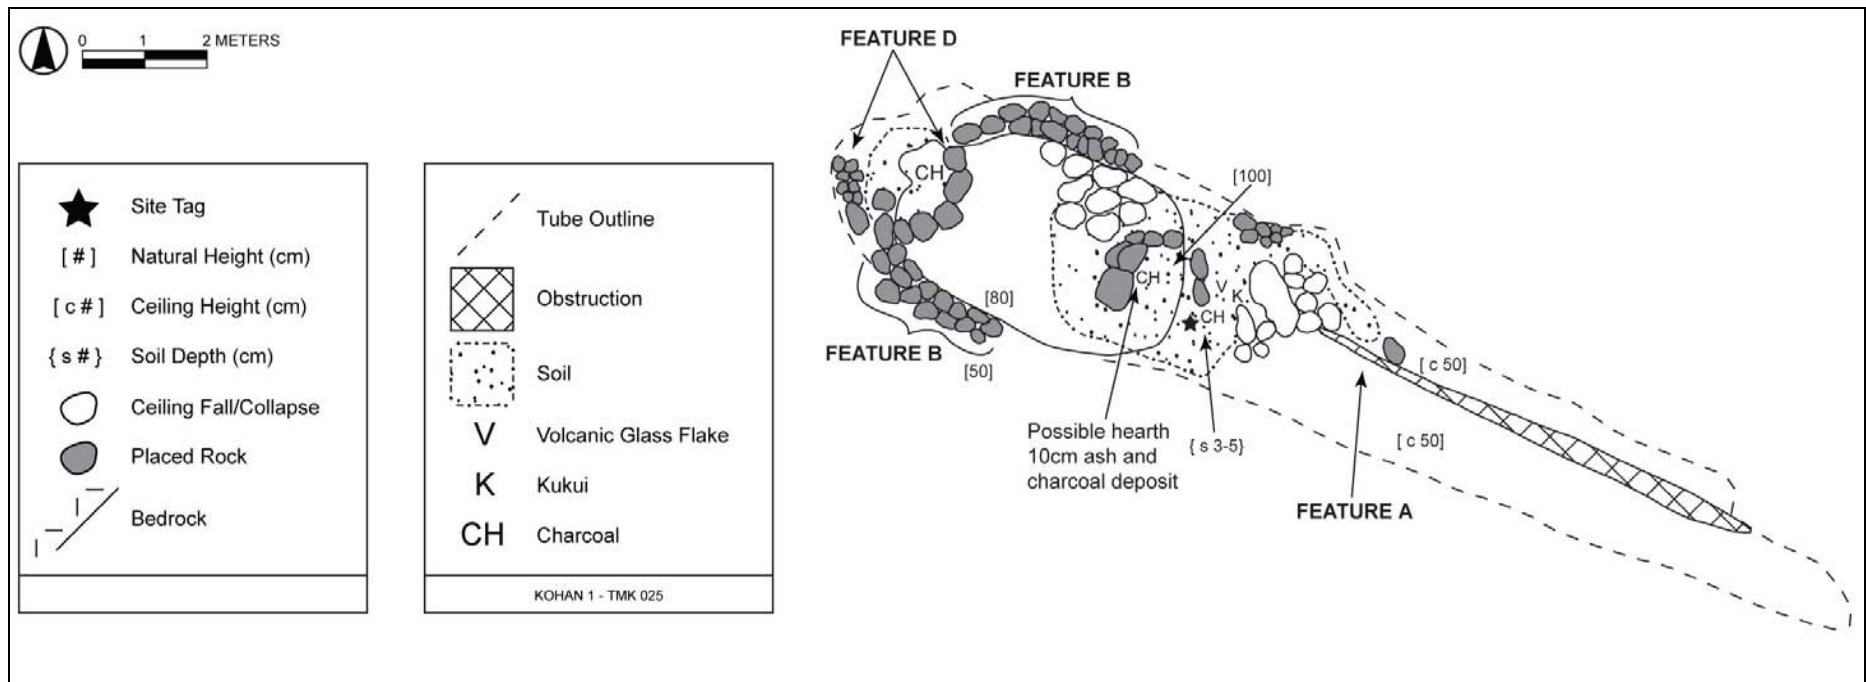 0 1 2 METERS
Site Tag
[ # ] Natural Height (cm)
[ c # ] Ceiling Height (cm)
{ s # } Soil Depth (cm)
Ceiling Fall/Collapse
Placed Rock
Bedrock
Tube Outline
Obstruction
Soil
V Volcanic Glass Flake
K Kukui
CH Charcoal
KOHAN 1 - TMK 025
FEATURE D
FEATURE B
CH
[100]
CH
V
K
CH
[80]
FEATURE B
[50]
[ c 50]
[ c 50]
Possible hearth
10cm ash and
charcoal deposit
{ s 3-5}
FEATURE A